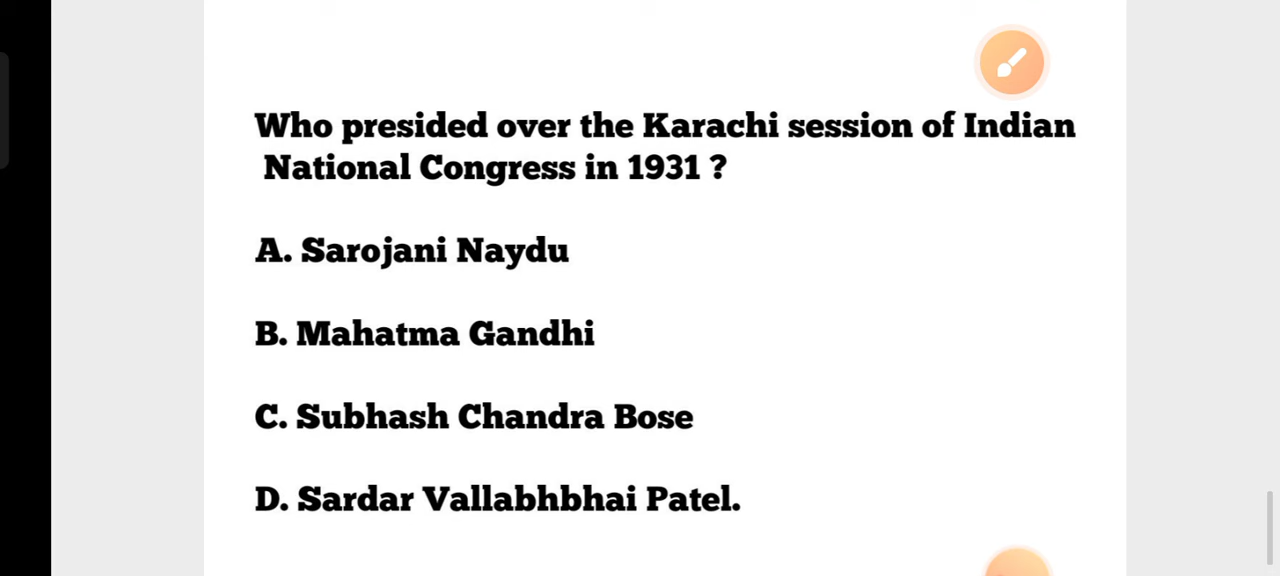 Who presided over the Karachi session of Indian
National Congress in 1931 ?
A. Sarojani Naydu
B. Mahatma Gandhi
C. Subhash Chandra Bose
D. Sardar Vallabhbhai Patel.